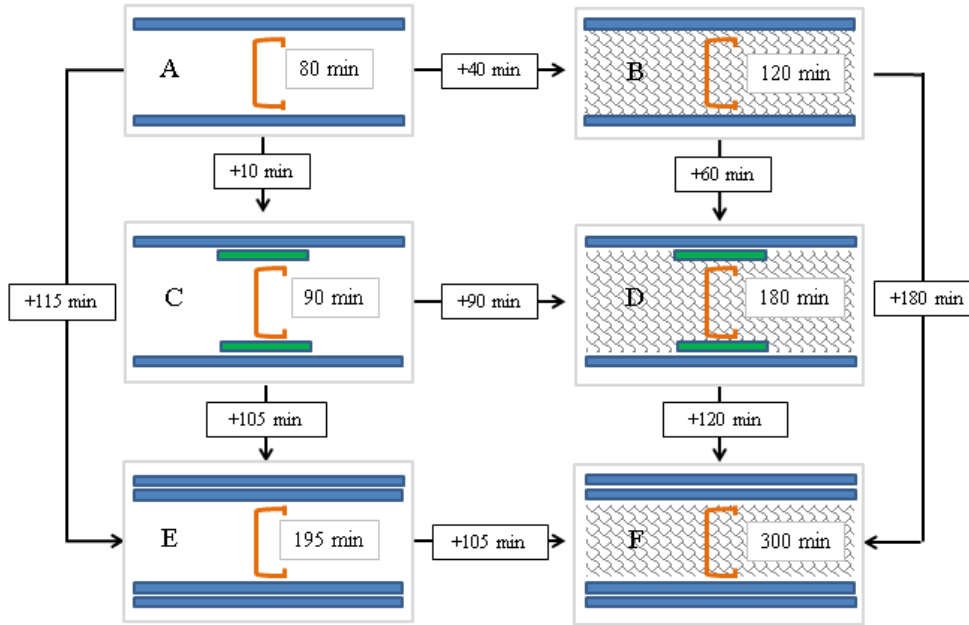 A
80 min
+40 min
B
120 min
+10 min
+60 min
C
90 min
+90 min
D
180 min
+115 min
+180 min
+105 min
+120 min
E
195 min
+105 min
F
300 min